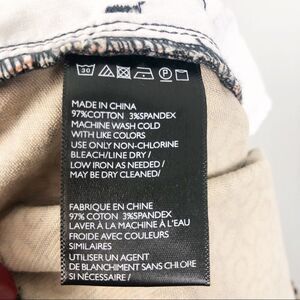 30
MADE IN CHINA
97%COTTON 3%SPANDEX
MACHINE WASH COLD
WITH LIKE COLORS
USE ONLY NON-CHLORINE
BLEACH/LINE DRY /
LOW IRON AS NEEDED /
MAY BE DRY CLEANED/
FABRIQUE EN CHINE
97% COTON 3%SPANDEX
LAVER À LA MACHINE À L'EAU
FROIDE AVEC COULEURS
SIMILAIRES
UTILISER UN AGENT
DE BLANCHIMENT SANS CHLORE
SI NÉCESSAIRE /